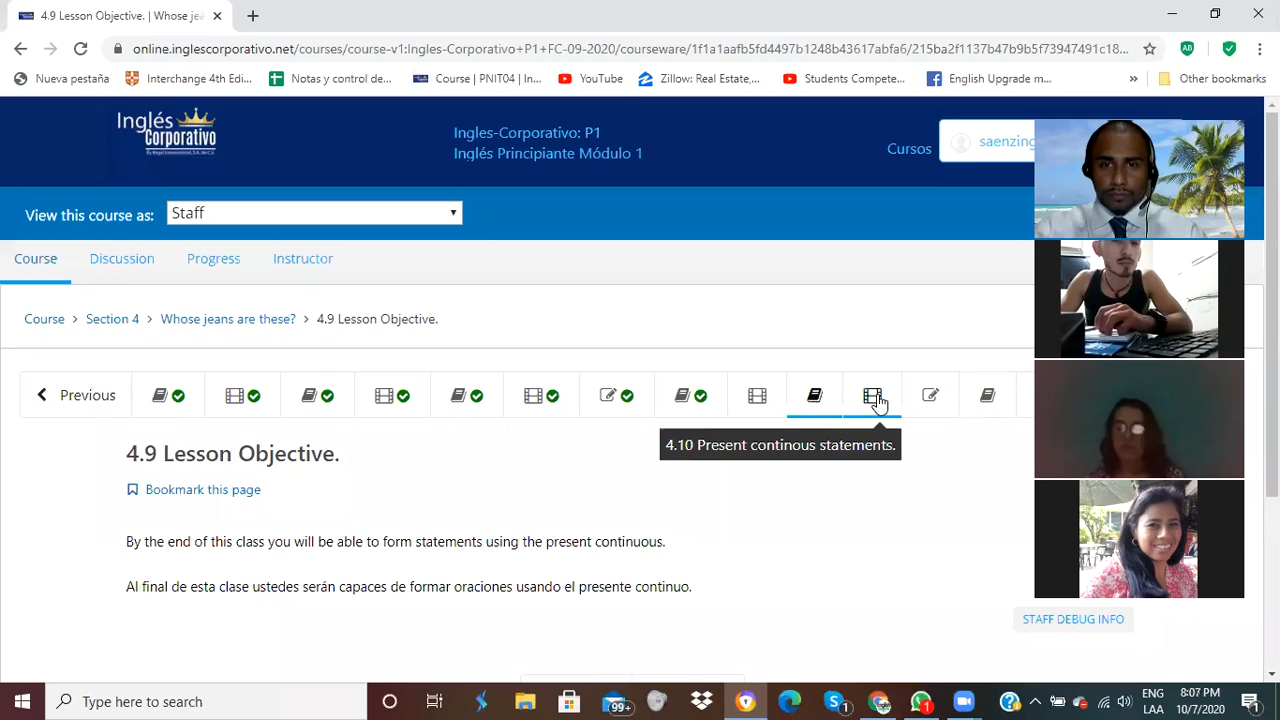 4.9 Lesson Objective. | Whose jea
online.inglescorporativo.net/courses/course-v1:Ingles-Corporativo+P1+FC-09-2020/courseware/1f1a1aafb5fd4497b1248b43617abfa6/215ba2f1137b47b9b5f73947491c18...
Nueva pestaña
Interchange 4th Edi...
Notas y control de...
Course | PNIT04 | In...
YouTube
Zillow: Real Estate,...
Students Compete...
English Upgrade m...
»
Other bookmarks
Inglés
Corporativo
Ingles-Corporativo: P1
Inglés Principiante Módulo 1
Cursos
saenzing
View this course as:
Staff
Course
Discussion
Progress
Instructor
Course > Section 4 > Whose jeans are these? > 4.9 Lesson Objective.
Previous
4.10 Present continous statements.
4.9 Lesson Objective.
Bookmark this page
By the end of this class you will be able to form statements using the present continuous.
Al final de esta clase ustedes serán capaces de formar oraciones usando el presente continuo.
STAFF DEBUG INFO
Type here to search
99+
1
1
ENG
LAA
8:07 PM
10/7/2020